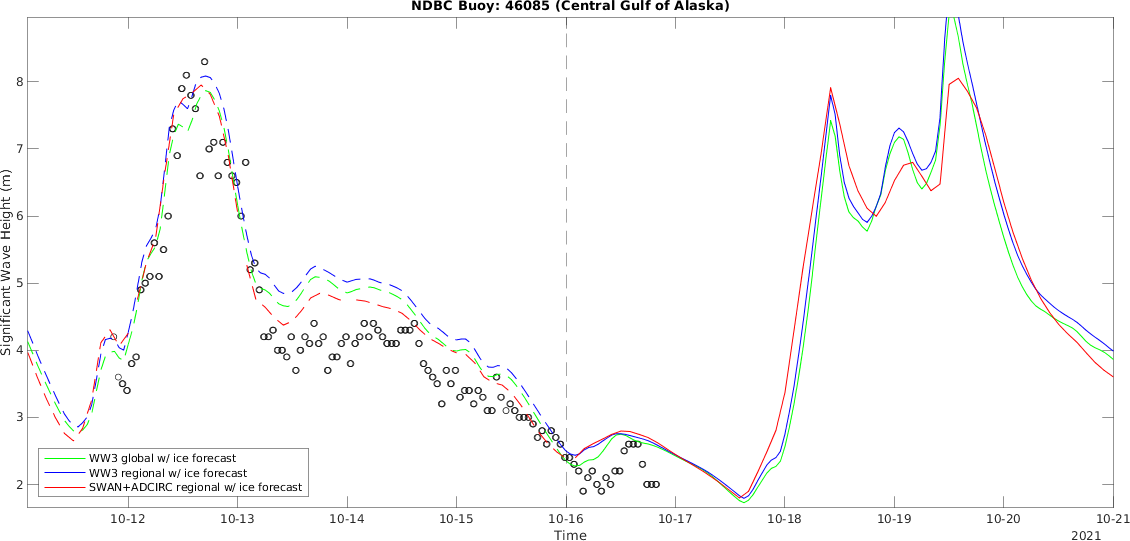 NDBC Buoy: 46085 (Central Gulf of Alaska)
Significant Wave Height (m)
8
7
6
5
4
3
2
WW3 global w/ ice forecast
WW3 regional w/ ice forecast
SWAN+ADCIRC regional w/ ice forecast
10-12 10-13 10-14 10-15 10-16 10-17 10-18 10-19 10-20 10-21
Time
2021